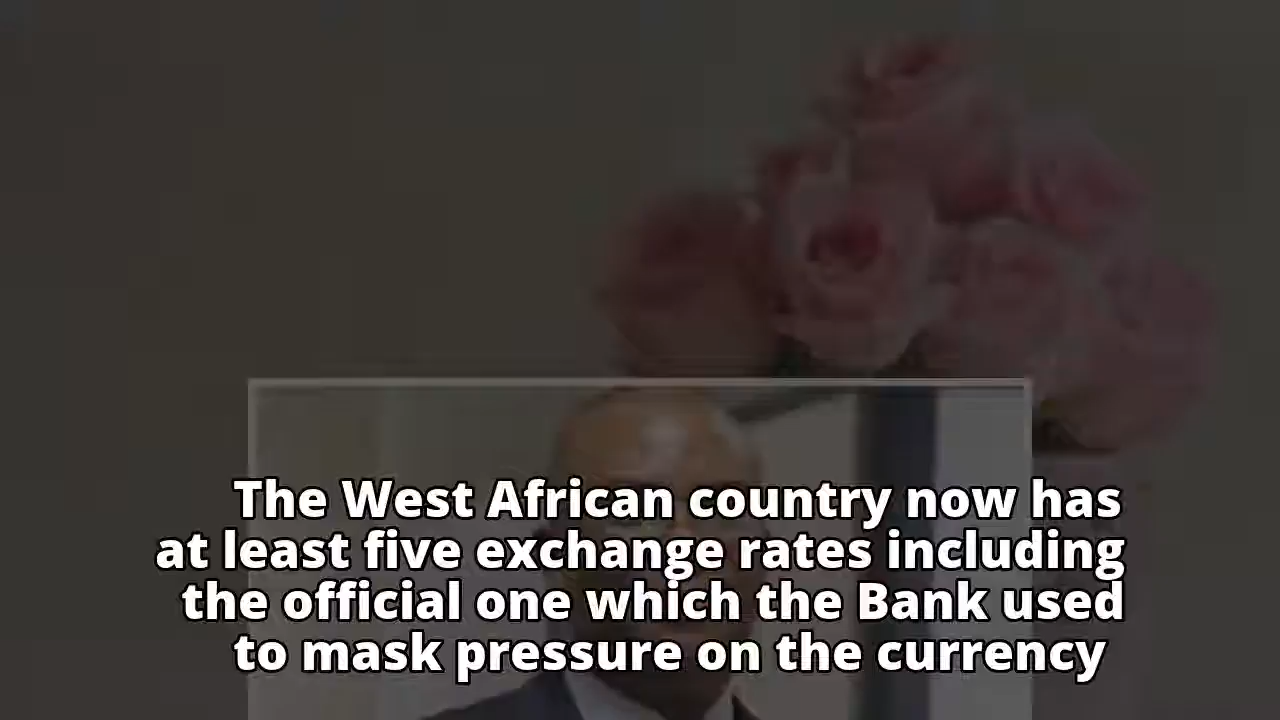 The West African country now has
at least five exchange rates including
the official one which the Bank used
to mask pressure on the currency